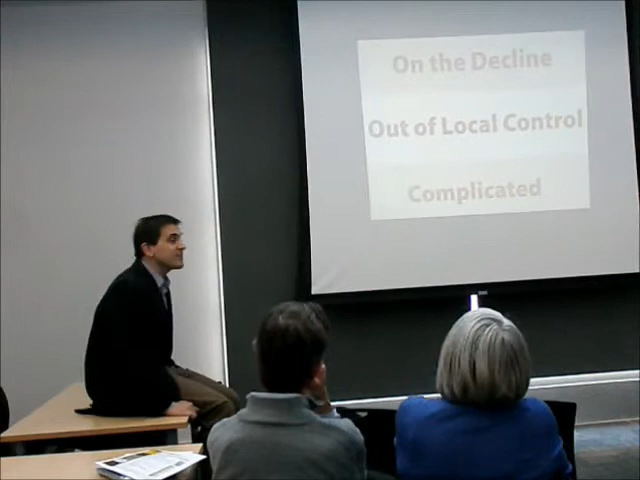 On the Decline
Out of Local Control
Complicated